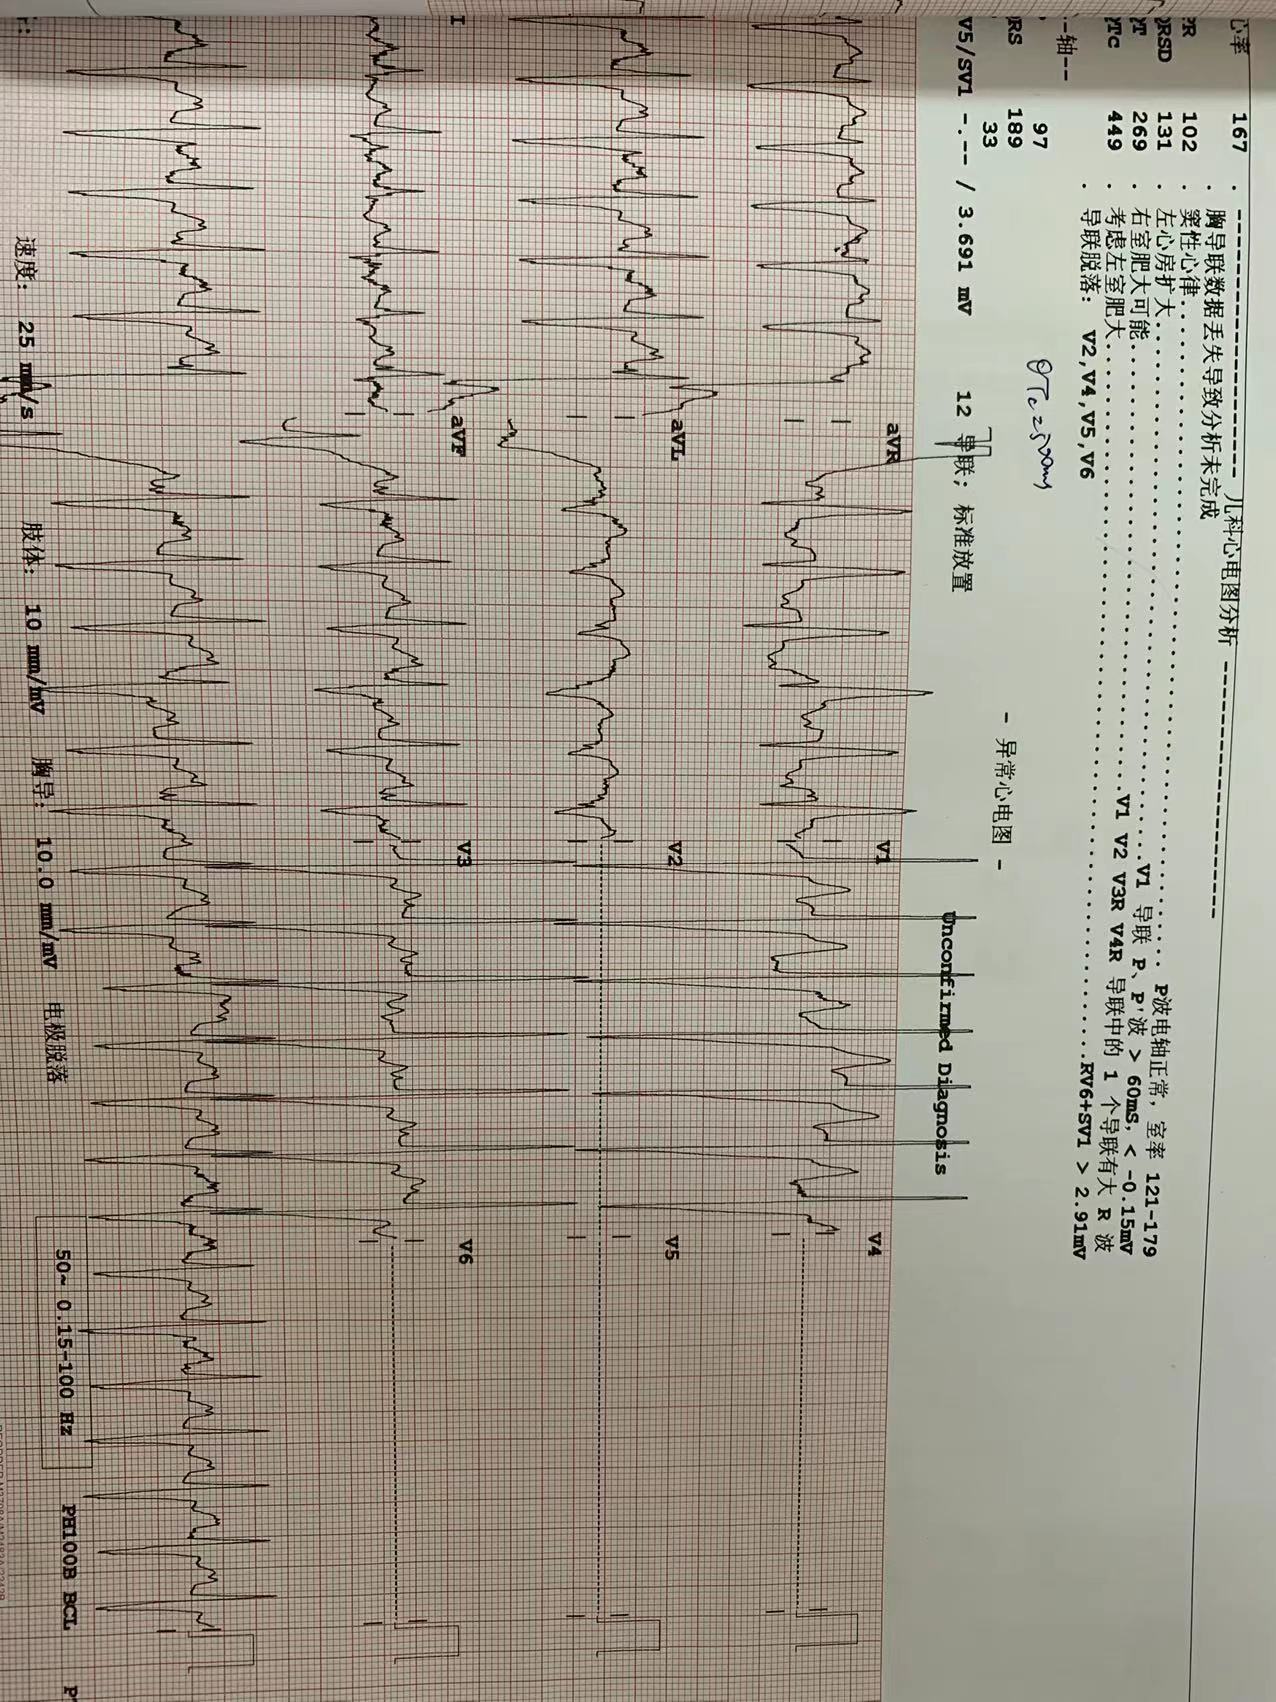 心率 167
PR 102
QRSD 131
QT 269
QTc 449
--轴--
97
QRS 189
33
V5/SV1 -.-- / 3.691 mV
------------------------ 儿科心电图分析 ------------------------
. 胸导联数据丢失导致分析未完成
. 窦性心律........ P波电轴正常, 室率 121-179
. 左心房扩大........V1 导联 P、P'波 > 60mS, < -0.15mV
. 右室肥大可能........V1 V2 V3R V4R 导联中的 1 个导联有大 R 波
. 考虑左室肥大........RV6+SV1 > 2.91mV
. 导联脱落: V2,V4,V5,V6
QTc=500ms
12 导联; 标准放置
- 异常心电图 -
Unconfirmed Diagnosis
I aVR V1 V4
aVL V2 V5
aVF V3 V6
速度: 25 mm/s 肢体: 10 mm/mV 胸导: 10.0 mm/mV 电极脱落
50~ 0.15-100 Hz
PH100B BCL P